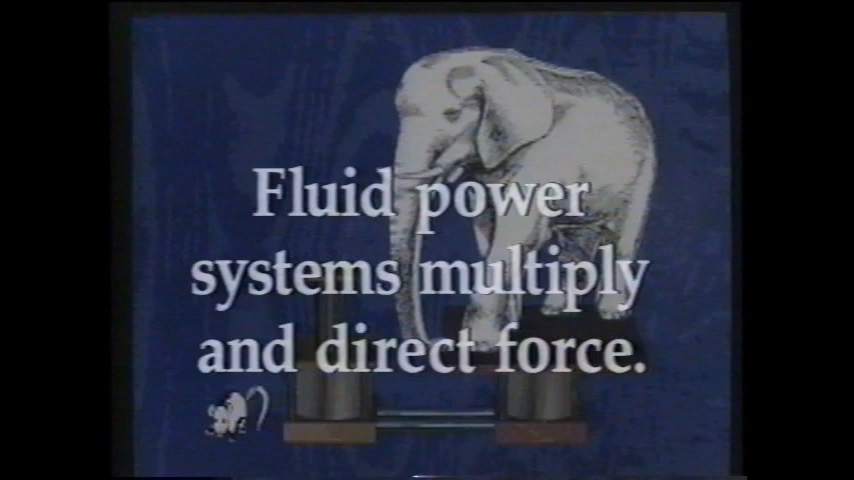 Fluid power
systems multiply
and direct force.